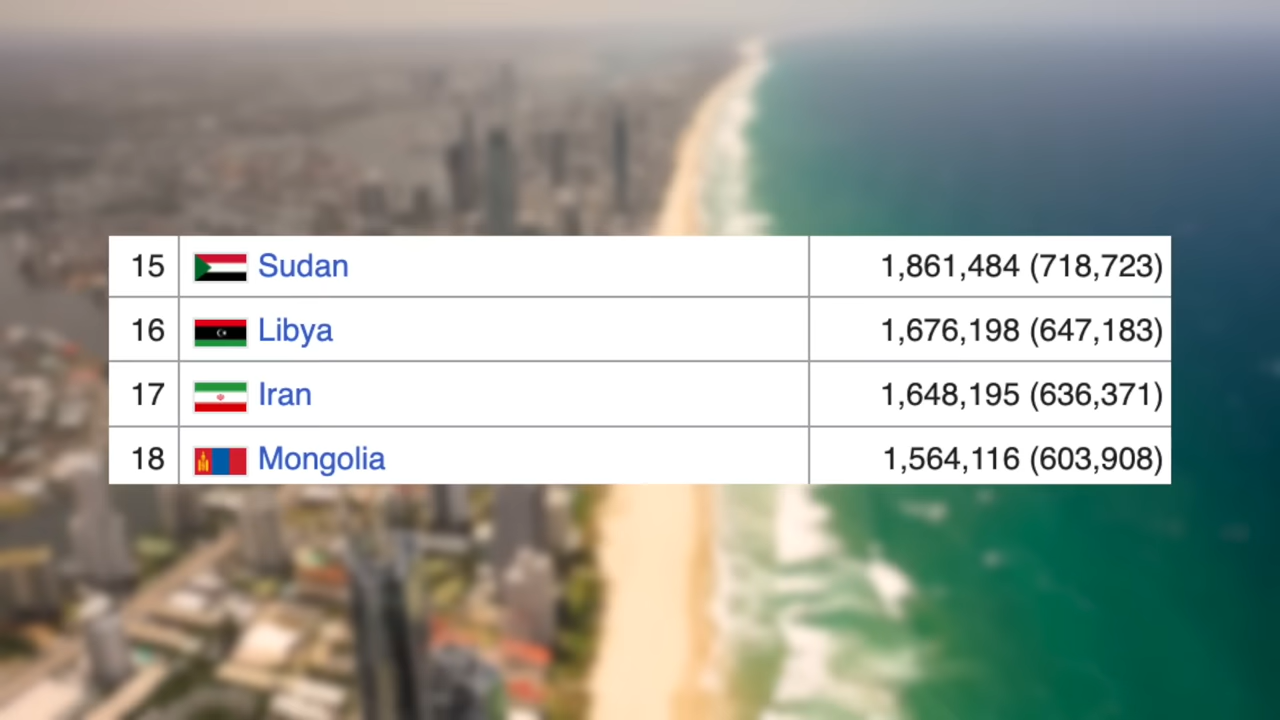 15 Sudan 1,861,484 (718,723)
16 Libya 1,676,198 (647,183)
17 Iran 1,648,195 (636,371)
18 Mongolia 1,564,116 (603,908)